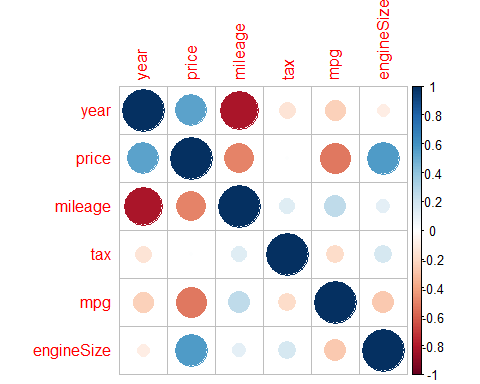 year
price
mileage
tax
mpg
engineSize
year
price
mileage
tax
mpg
engineSize
1
0.8
0.6
0.4
0.2
0
-0.2
-0.4
-0.6
-0.8
-1